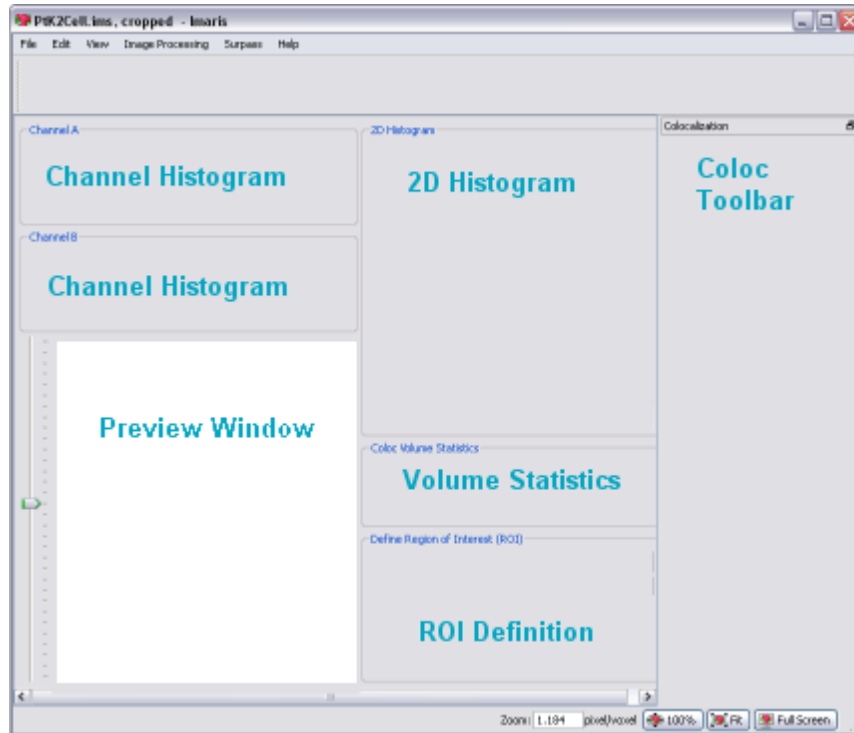 PtK2Cell.ims, cropped - Imaris
File Edit View Image Processing Surpass Help
Channel A
Channel Histogram
Channel B
Channel Histogram
Preview Window
2D Histogram
2D Histogram
Coloc Volume Statistics
Volume Statistics
Define Region of Interest (ROI)
ROI Definition
Colocalization
Coloc
Toolbar
Zoom: 1.184 pixel/voxel 100% Fit Full Screen